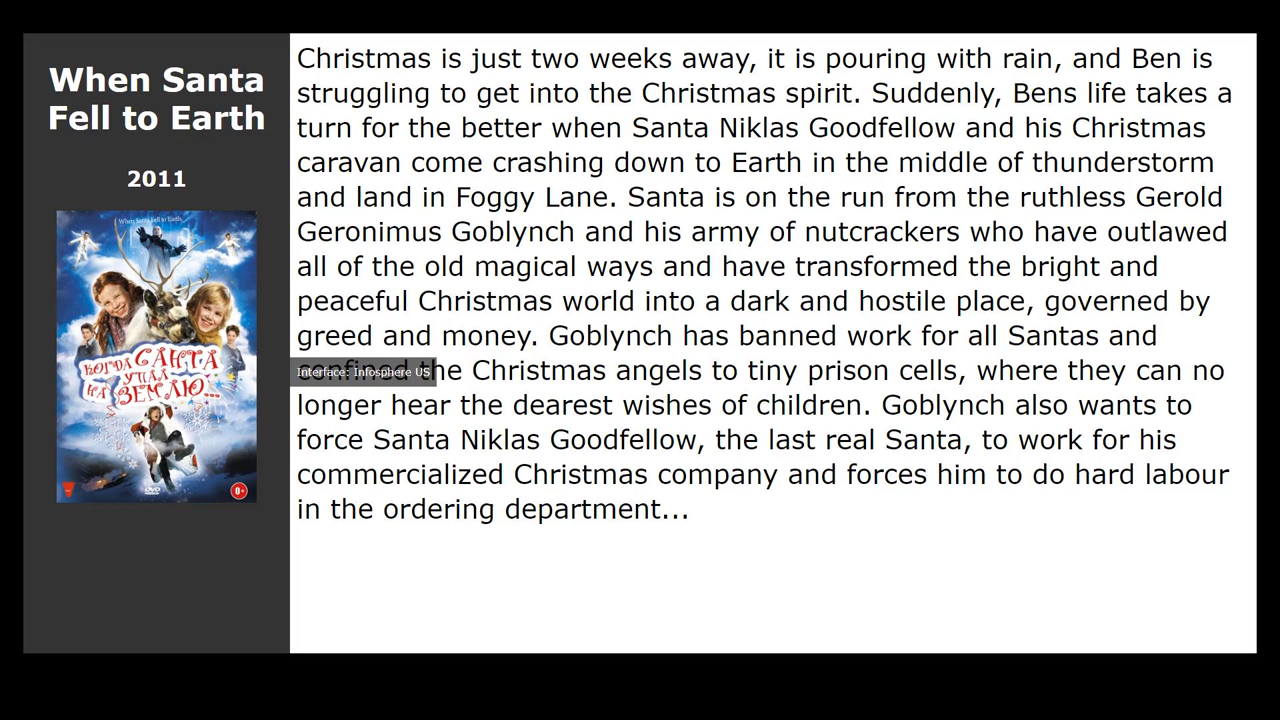 When Santa
Fell to Earth
2011
When Santa Fell to Earth
КОГДА САНТА
УПАЛ
НА ЗЕМЛЮ...
DVD
0+
Christmas is just two weeks away, it is pouring with rain, and Ben is
struggling to get into the Christmas spirit. Suddenly, Bens life takes a
turn for the better when Santa Niklas Goodfellow and his Christmas
caravan come crashing down to Earth in the middle of thunderstorm
and land in Foggy Lane. Santa is on the run from the ruthless Gerold
Geronimus Goblynch and his army of nutcrackers who have outlawed
all of the old magical ways and have transformed the bright and
peaceful Christmas world into a dark and hostile place, governed by
greed and money. Goblynch has banned work for all Santas and
confined the Christmas angels to tiny prison cells, where they can no
Interface: Infosphere US
longer hear the dearest wishes of children. Goblynch also wants to
force Santa Niklas Goodfellow, the last real Santa, to work for his
commercialized Christmas company and forces him to do hard labour
in the ordering department...